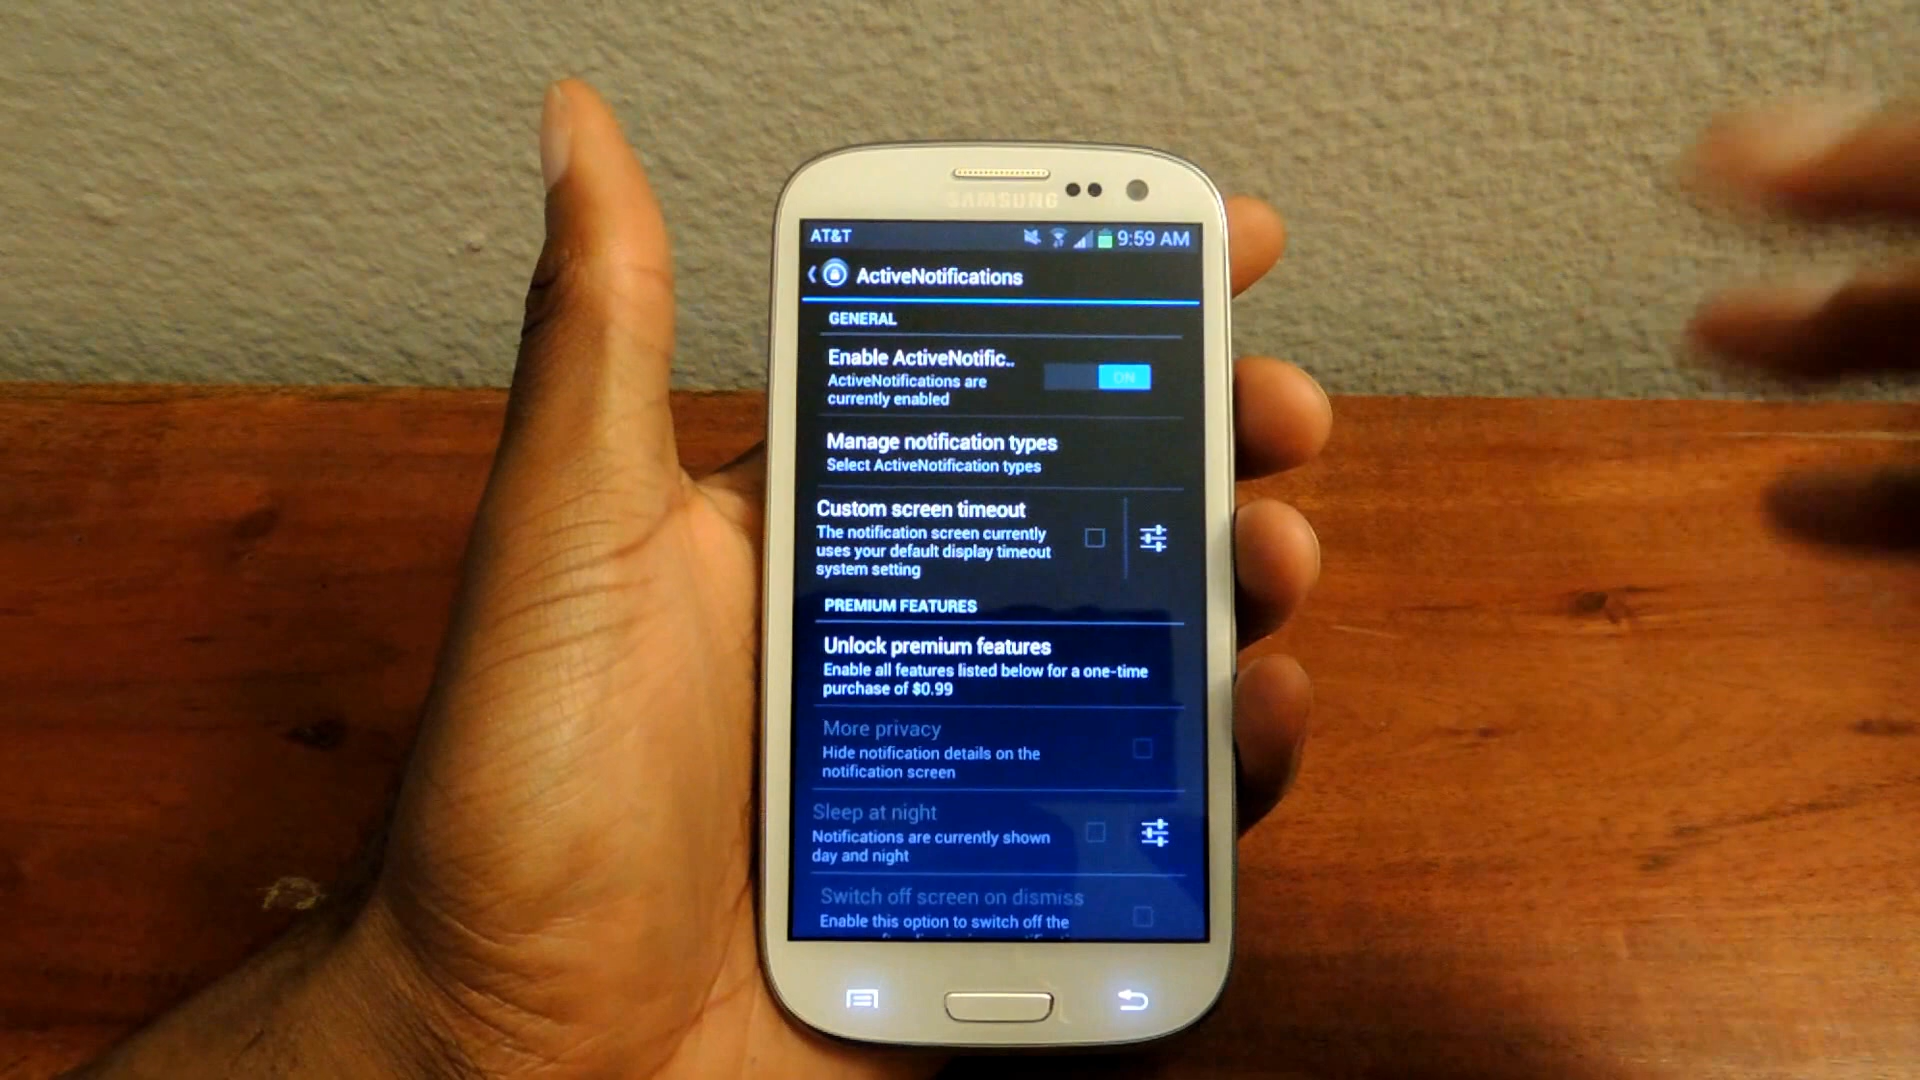 SAMSUNG
AT&T 9:59 AM
ActiveNotifications
GENERAL
Enable ActiveNotific..
ON
ActiveNotifications are
currently enabled
Manage notification types
Select ActiveNotification types
Custom screen timeout
The notification screen currently
uses your default display timeout
system setting
PREMIUM FEATURES
Unlock premium features
Enable all features listed below for a one-time
purchase of $0.99
More privacy
Hide notification details on the
notification screen
Sleep at night
Notifications are currently shown
day and night
Switch off screen on dismiss
Enable this option to switch off the